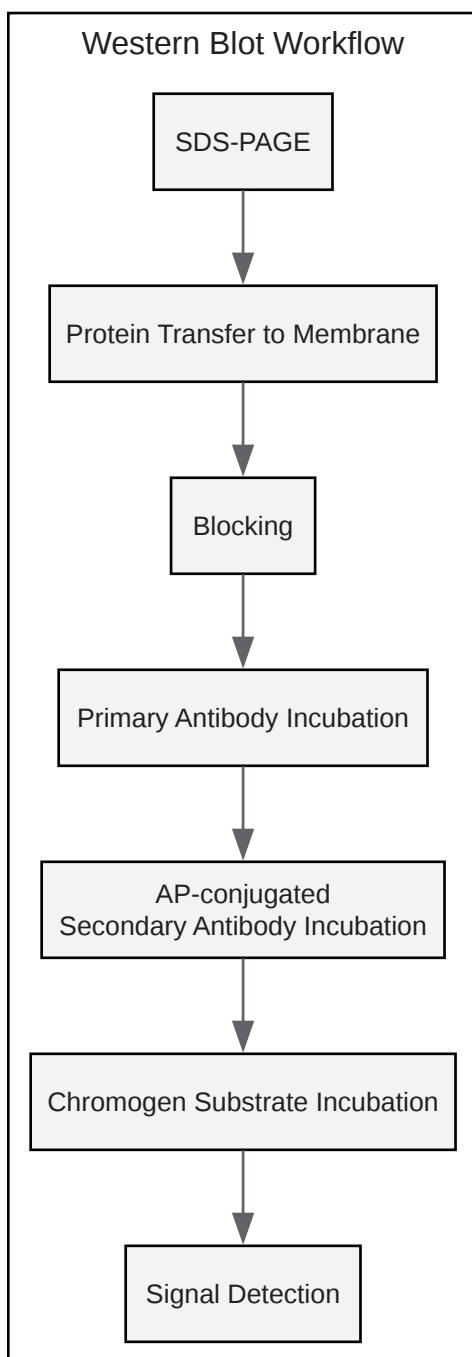 Western Blot Workflow
SDS-PAGE
Protein Transfer to Membrane
Blocking
Primary Antibody Incubation
AP-conjugated
Secondary Antibody Incubation
Chromogen Substrate Incubation
Signal Detection